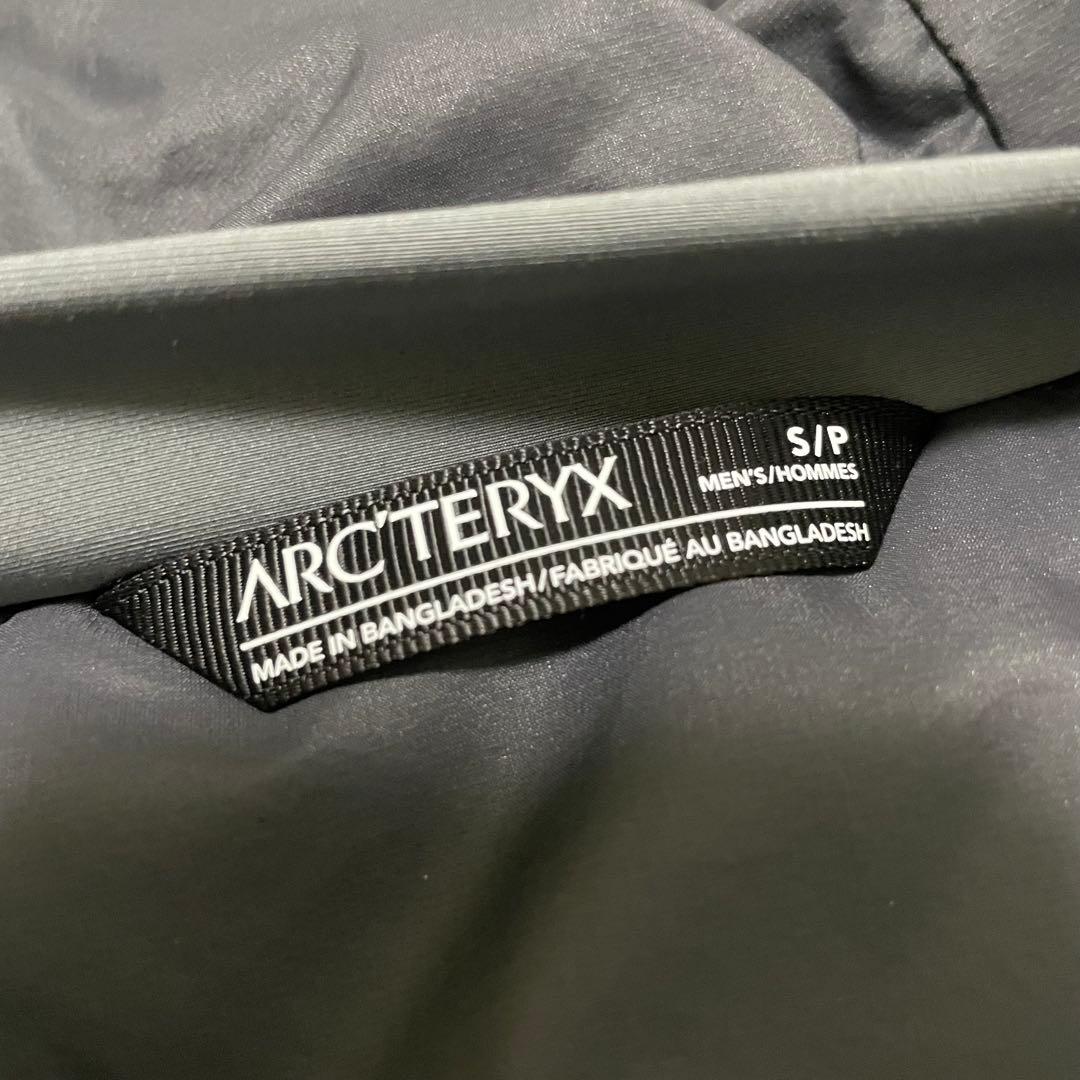 ARC'TERYX
S/P
MEN'S/HOMMES
MADE IN BANGLADESH/FABRIQUÉ AU BANGLADESH